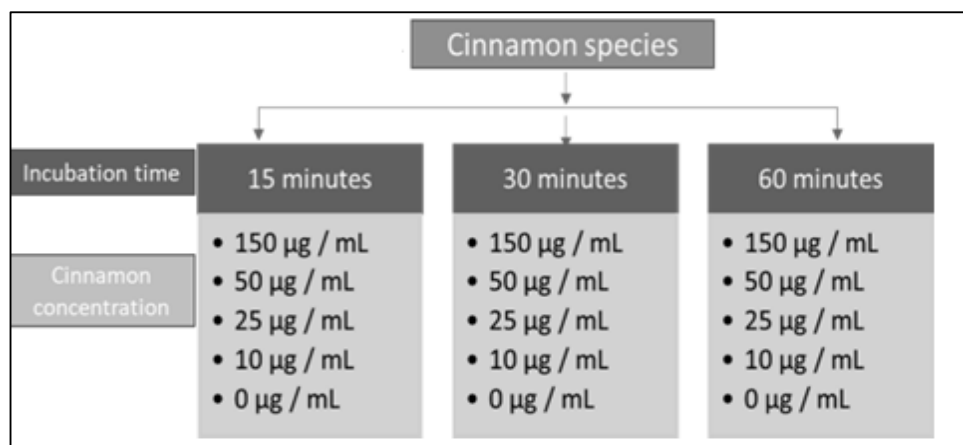 Cinnamon species
Incubation time
15 minutes
30 minutes
60 minutes
Cinnamon
concentration
• 150 µg / mL
• 50 µg / mL
• 25 µg / mL
• 10 µg / mL
• 0 µg / mL
• 150 µg / mL
• 50 µg / mL
• 25 µg / mL
• 10 µg / mL
• 0 µg / mL
• 150 µg / mL
• 50 µg / mL
• 25 µg / mL
• 10 µg / mL
• 0 µg / mL